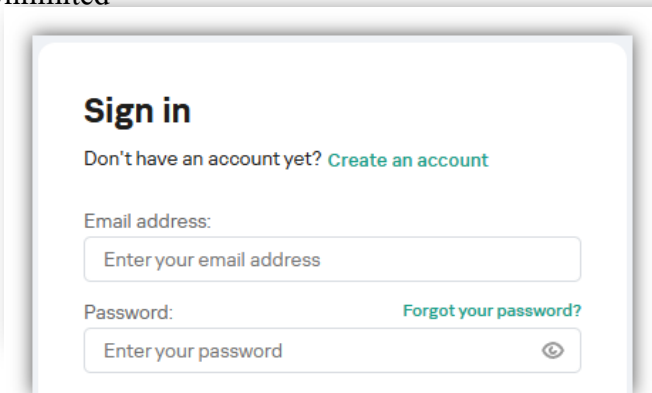 Sign in
Don't have an account yet? Create an account
Email address:
Enter your email address
Password: Forgot your password?
Enter your password